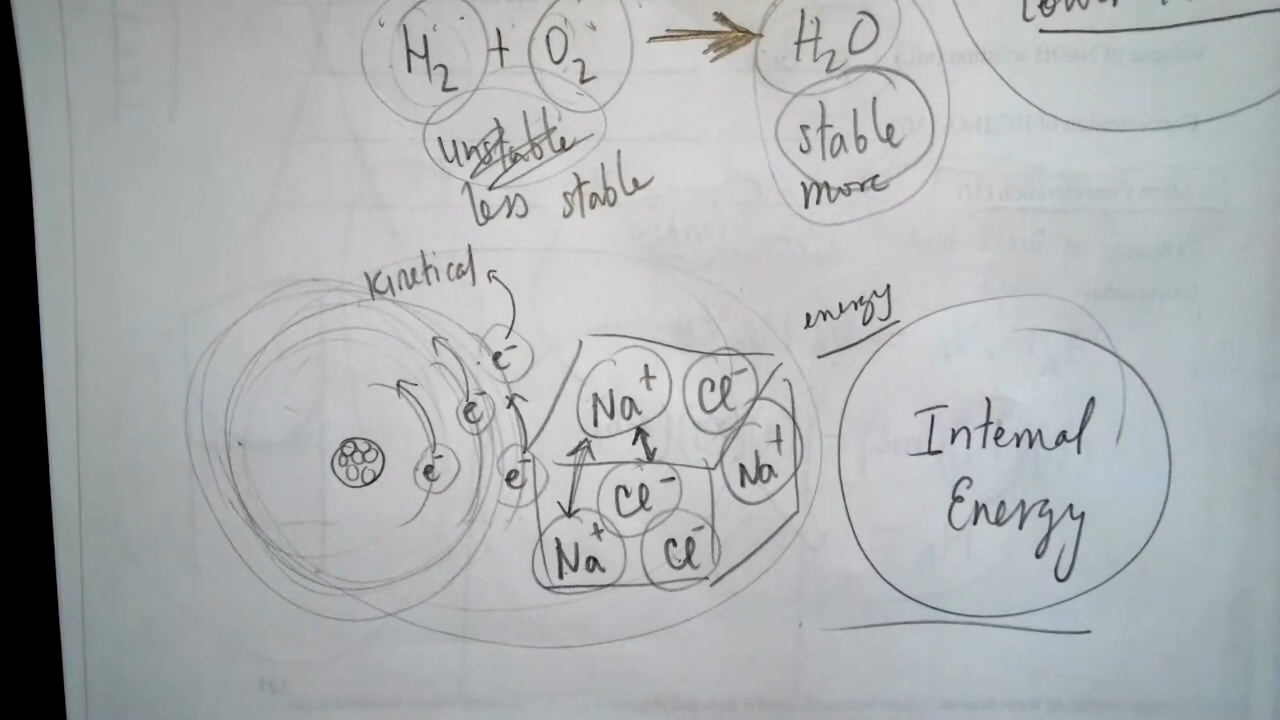 H₂ + O₂ → H₂O
unstable
less stable
stable
more
Kinetical
energy
e⁻
e⁻
e⁻
e⁻
Na⁺ Cl⁻
Na⁺
Cl⁻
Na⁺ Cl⁻
Internal
Energy